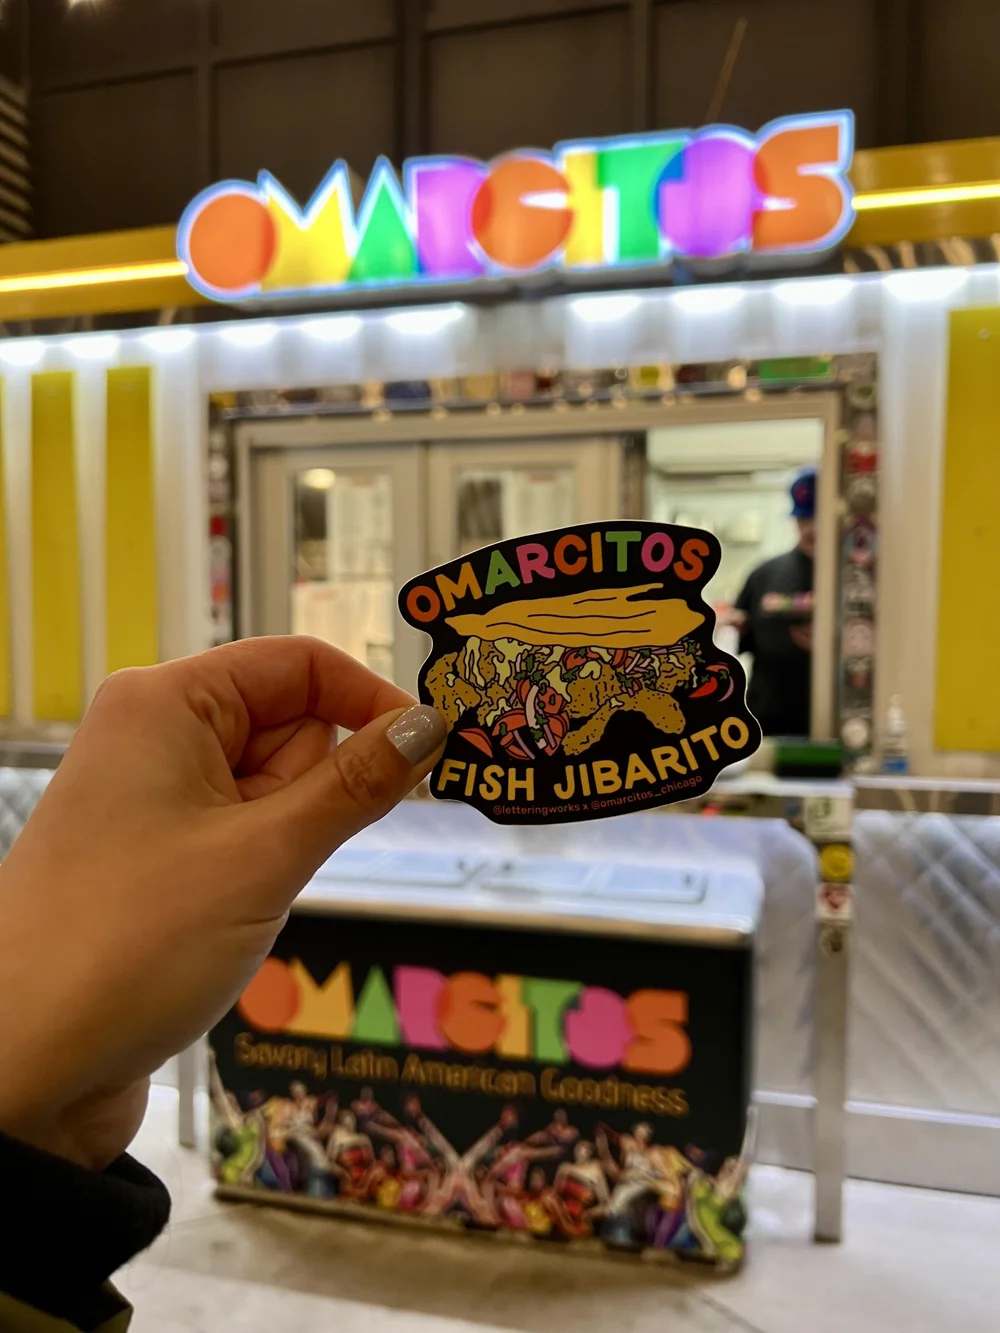 OMARCITOS
OMARCITOS
FISH JIBARITO
@letteringworks x @omarcitos_chicago
OMARCITOS
Savory Latin American Goodness